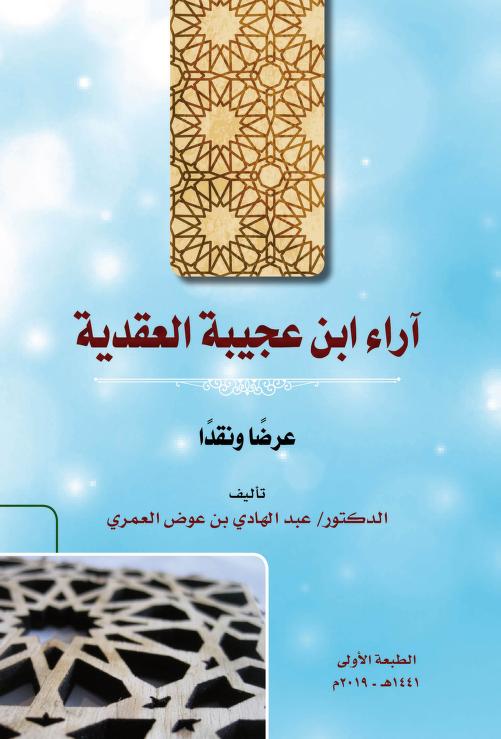 آراء ابن عجيبة العقدية
عرضًا ونقدًا
تأليف
الدكتور/ عبد الهادي بن عوض العمري
الطبعة الأولى
١٤٤١هـ - ٢٠١٩م